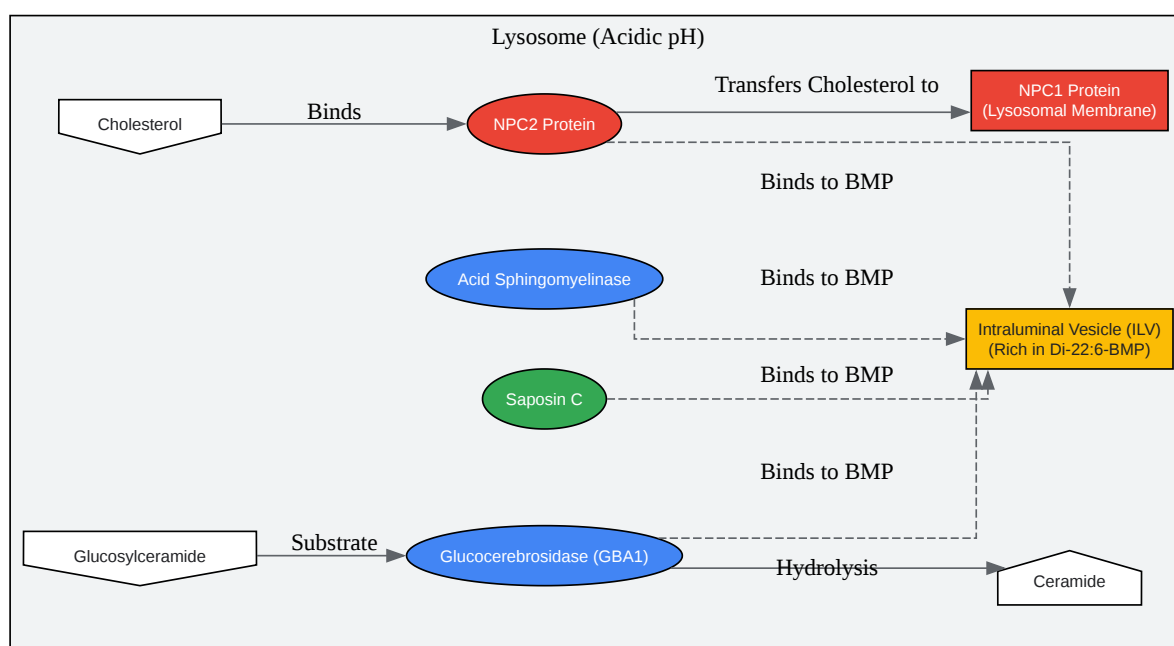 Lysosome (Acidic pH)
Cholesterol
Binds
NPC2 Protein
Transfers Cholesterol to
NPC1 Protein
(Lysosomal Membrane)
Binds to BMP
Acid Sphingomyelinase
Binds to BMP
Intraluminal Vesicle (ILV)
(Rich in Di-22:6-BMP)
Saposin C
Binds to BMP
Binds to BMP
Glucosylceramide
Substrate
Glucocerebrosidase (GBA1)
Hydrolysis
Ceramide